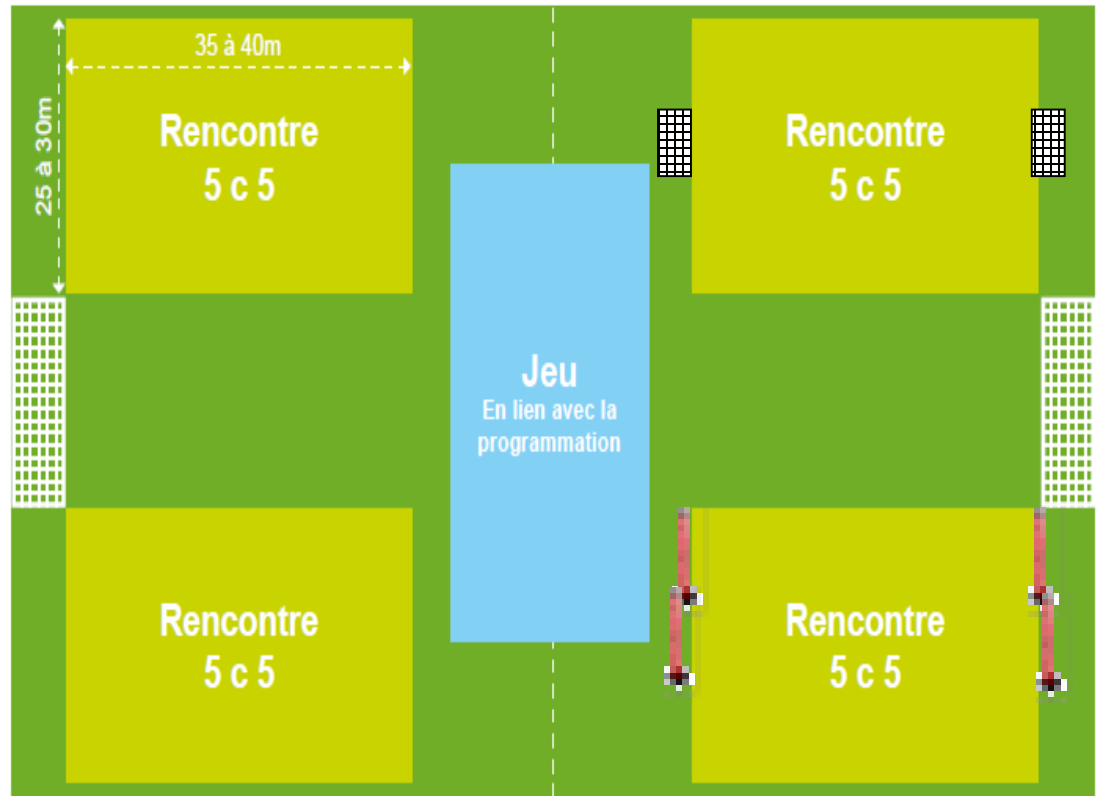 35 à 40m
25 à 30m
Rencontre
5 c 5
Rencontre
5 c 5
Jeu
En lien avec la
programmation
Rencontre
5 c 5
Rencontre
5 c 5